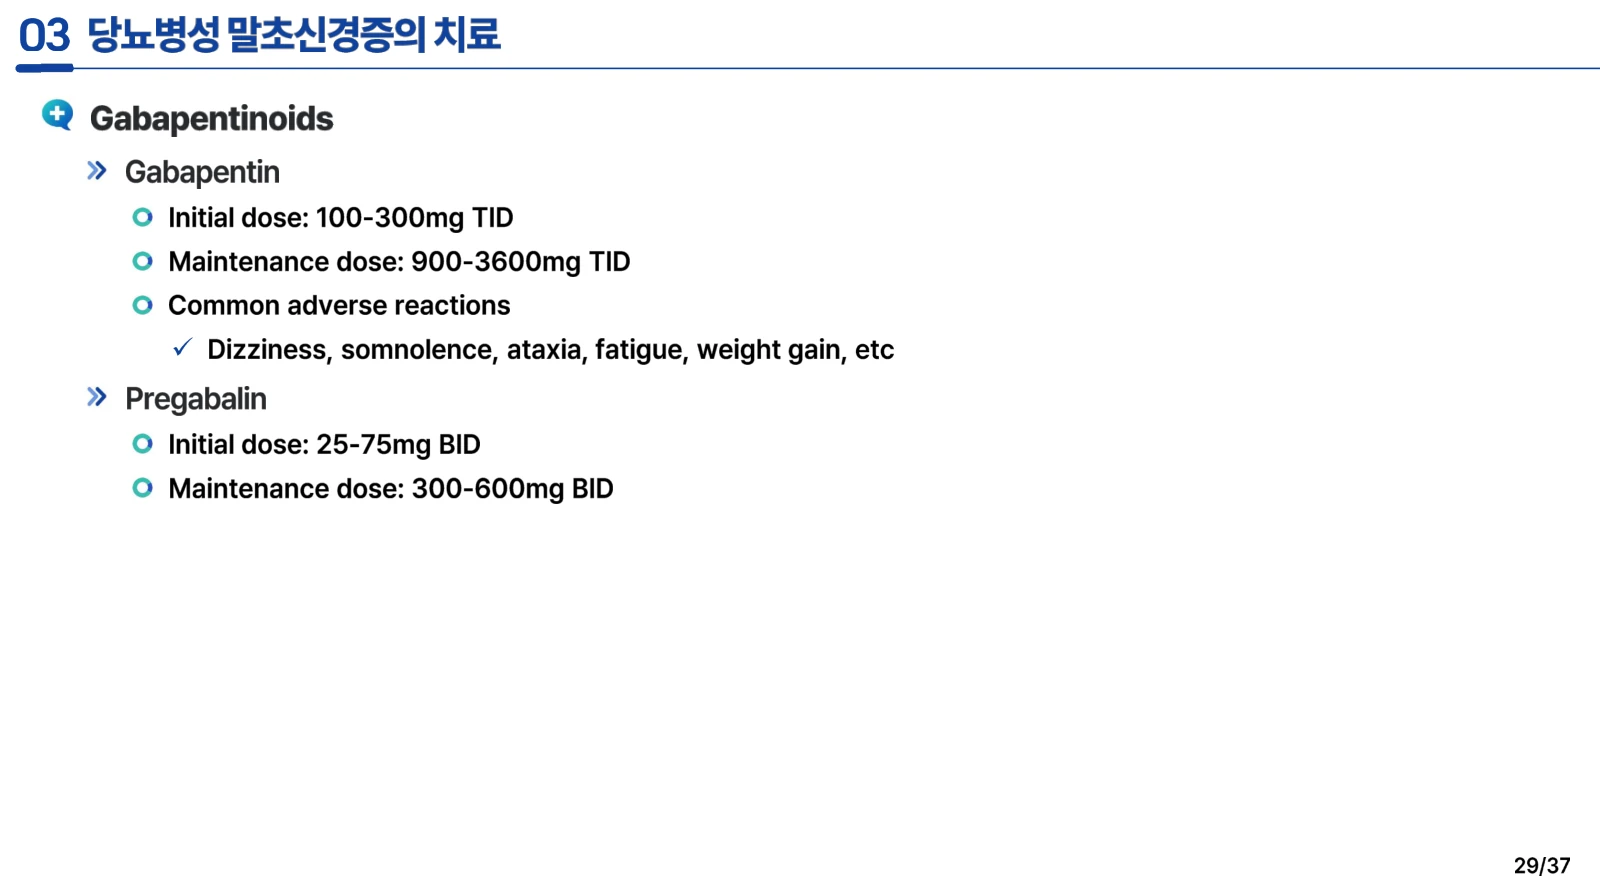 03 당뇨병성 말초신경증의 치료
Gabapentinoids
Gabapentin
Initial dose: 100-300mg TID
Maintenance dose: 900-3600mg TID
Common adverse reactions
Dizziness, somnolence, ataxia, fatigue, weight gain, etc
Pregabalin
Initial dose: 25-75mg BID
Maintenance dose: 300-600mg BID
29/37